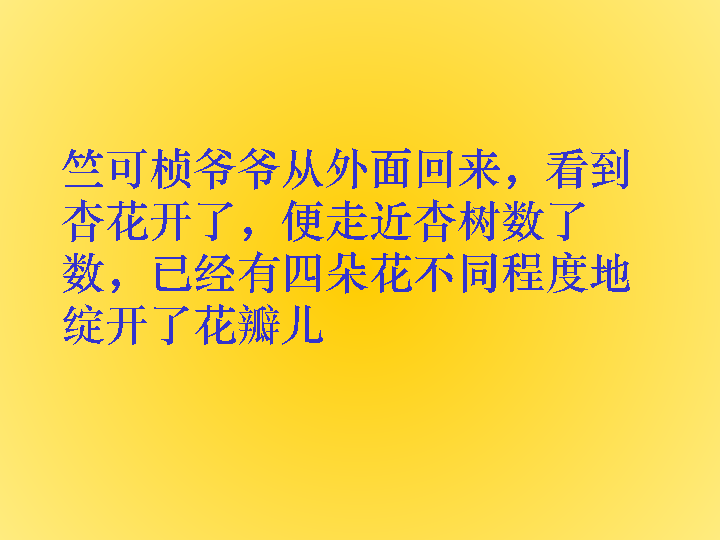 竺可桢爷爷从外面回来，看到
杏花开了，便走近杏树数了
数，已经有四朵花不同程度地
绽开了花瓣儿